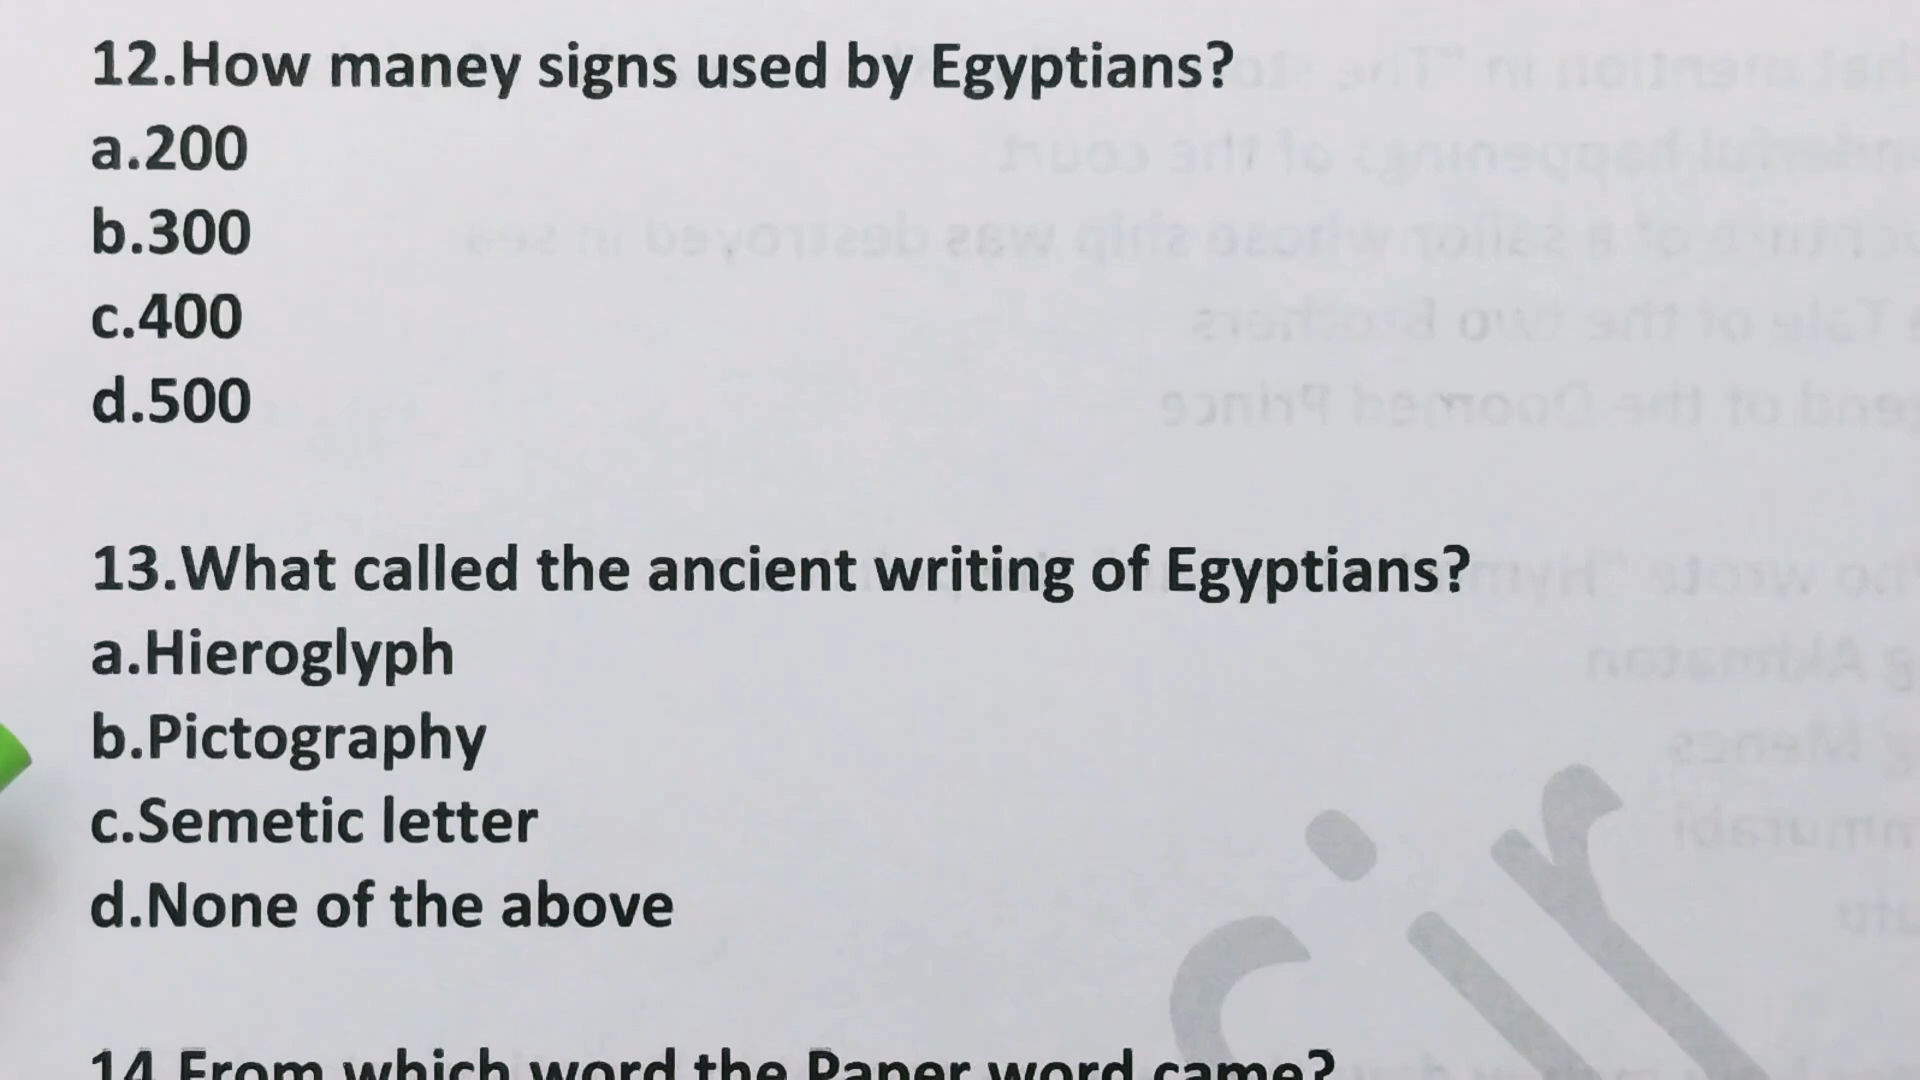 12.How maney signs used by Egyptians?
a.200
b.300
c.400
d.500
13.What called the ancient writing of Egyptians?
a.Hieroglyph
b.Pictography
c.Semetic letter
d.None of the above
14.From which word the Paper word came?
Sir